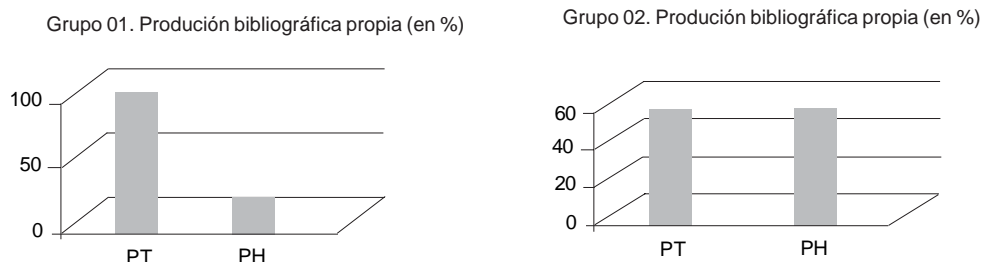 Grupo 01. Produción bibliográfica propia (en %)
100
50
0
PT PH
Grupo 02. Produción bibliográfica propia (en %)
60
40
20
0
PT PH